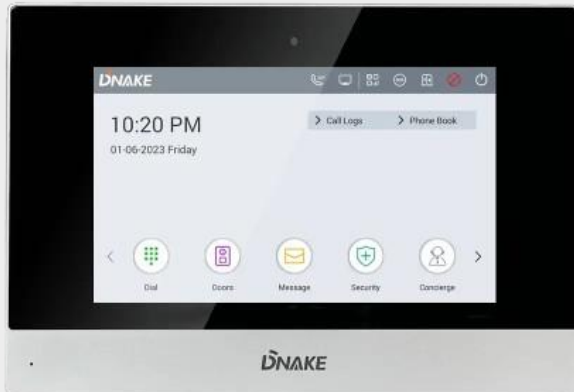 DNAKE
10:20 PM
> Call Logs > Phone Book
01-06-2023 Friday
Dial Doors Message Security Concierge
DNAKE